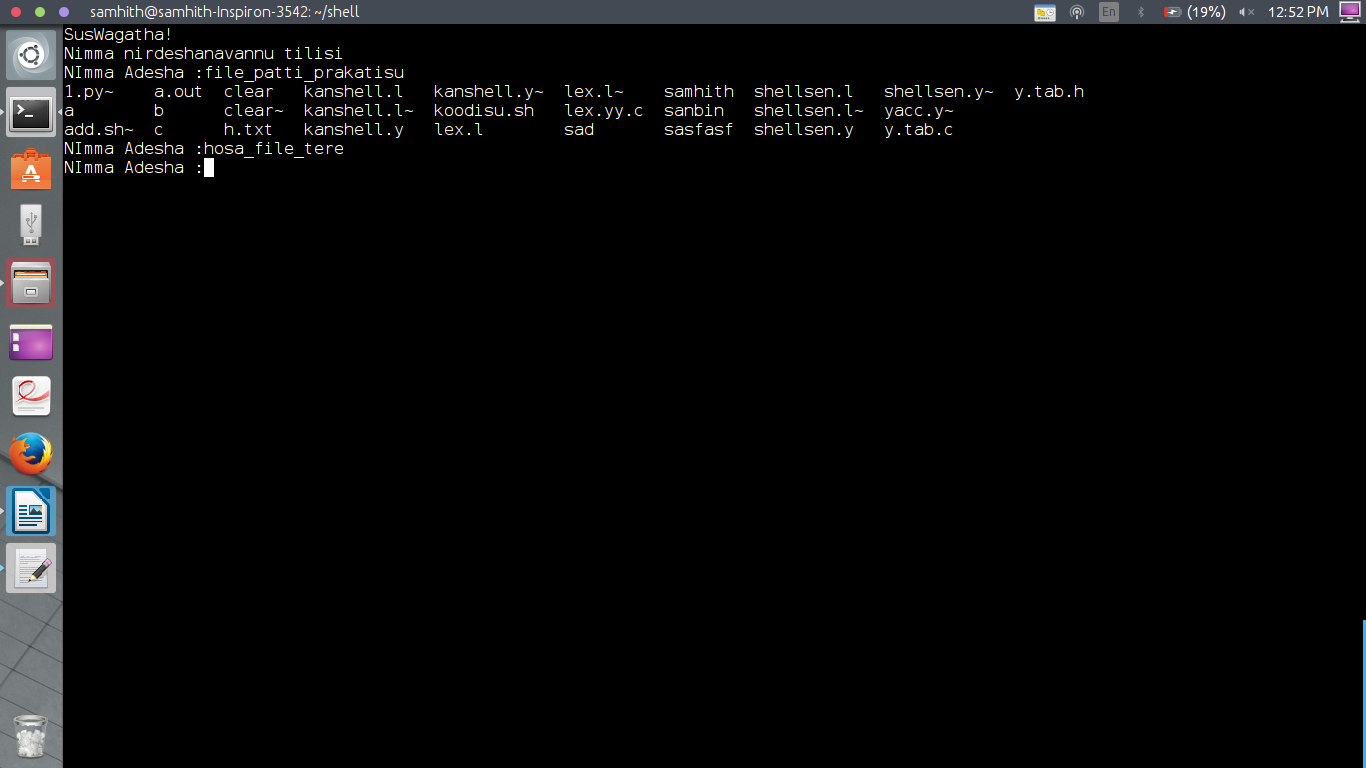 samhith@samhith-Inspiron-3542: ~/shell En (19%) 12:52 PM
SusWagatha!
Nimma nirdeshanavannu tilisi
NImma Adesha :file_patti_prakatisu
1.py~ a.out clear kanshell.l kanshell.y~ lex.l~ samhith shellsen.l shellsen.y~ y.tab.h
a b clear~ kanshell.l~ koodisu.sh lex.yy.c sanbin shellsen.l~ yacc.y~
add.sh~ c h.txt kanshell.y lex.l sad sasfasf shellsen.y y.tab.c
NImma Adesha :hosa_file_tere
NImma Adesha :